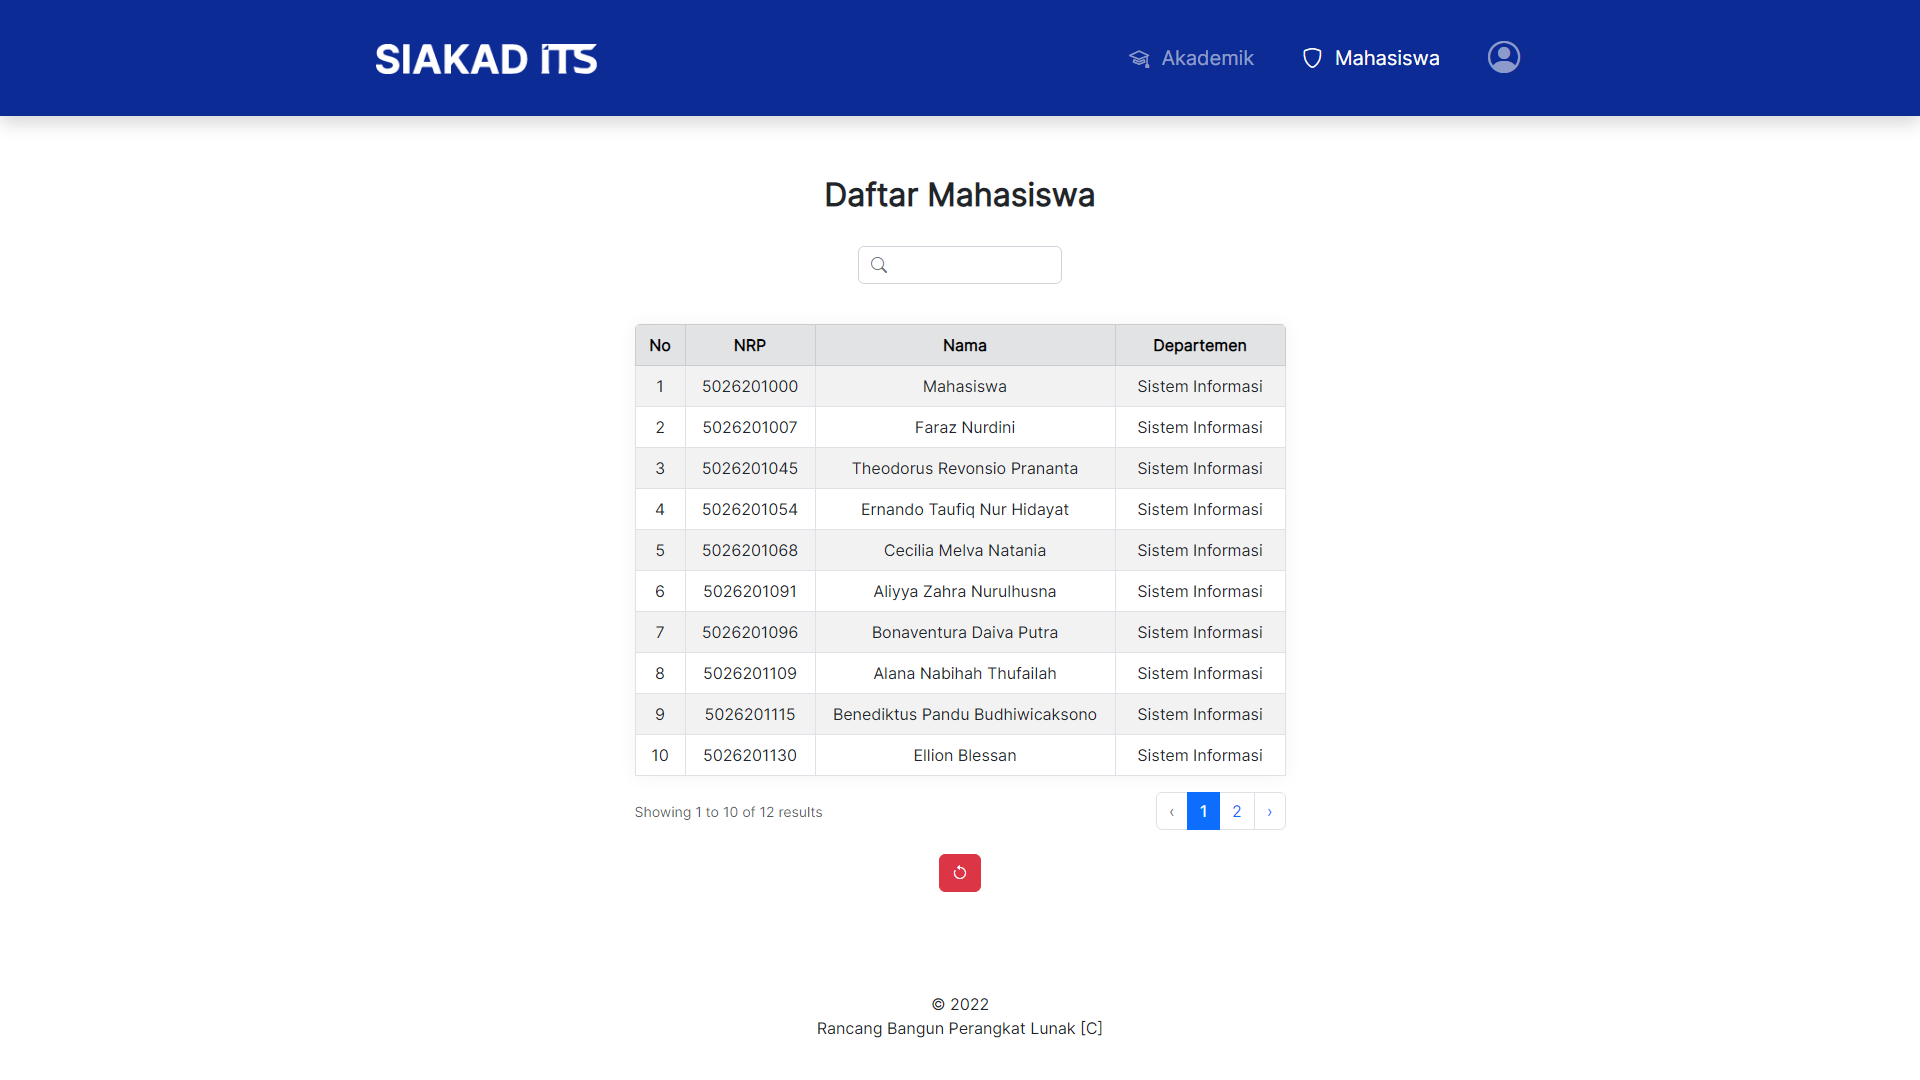 SIAKAD ITS
Akademik
Mahasiswa
Daftar Mahasiswa
No NRP Nama Departemen
1 5026201000 Mahasiswa Sistem Informasi
2 5026201007 Faraz Nurdini Sistem Informasi
3 5026201045 Theodorus Revonsio Prananta Sistem Informasi
4 5026201054 Ernando Taufiq Nur Hidayat Sistem Informasi
5 5026201068 Cecilia Melva Natania Sistem Informasi
6 5026201091 Aliyya Zahra Nurulhusna Sistem Informasi
7 5026201096 Bonaventura Daiva Putra Sistem Informasi
8 5026201109 Alana Nabihah Thufailah Sistem Informasi
9 5026201115 Benediktus Pandu Budhiwicaksono Sistem Informasi
10 5026201130 Ellion Blessan Sistem Informasi
Showing 1 to 10 of 12 results
‹ 1 2 ›
© 2022
Rancang Bangun Perangkat Lunak [C]